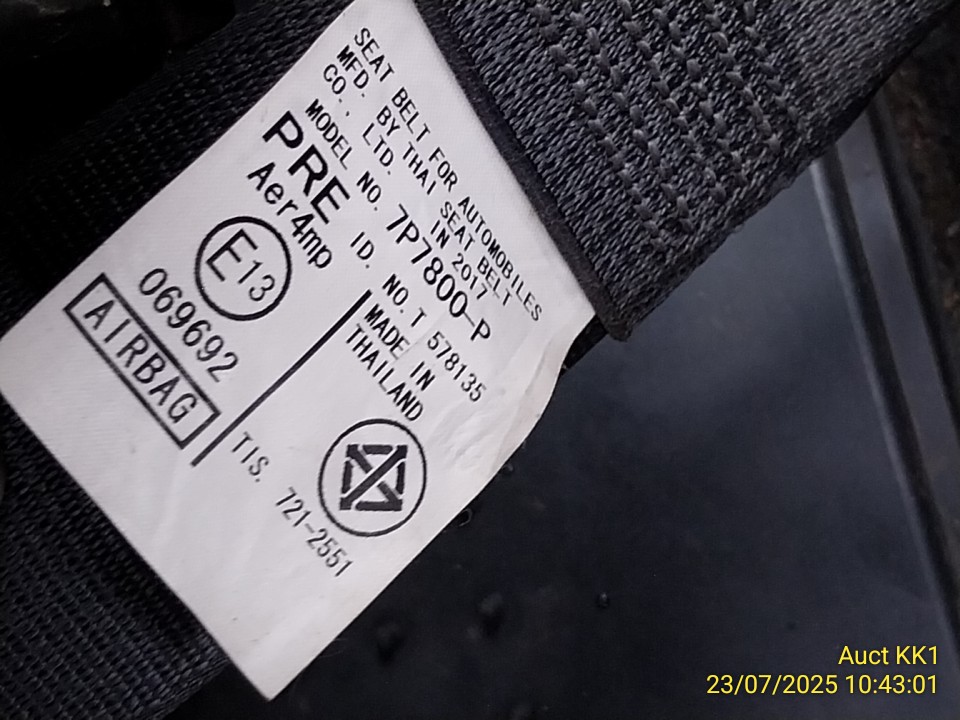 SEAT BELT FOR AUTOMOBILES
MFD. BY THAI SEAT BELT
CO., LTD. IN 2017
MODEL NO. 7P7800-P
PRE ID. NO. T 578135
Aer4mp
MADE IN
THAILAND
E13
069692
AIRBAG
TIS. 721-2551
Auct KK1
23/07/2025 10:43:01